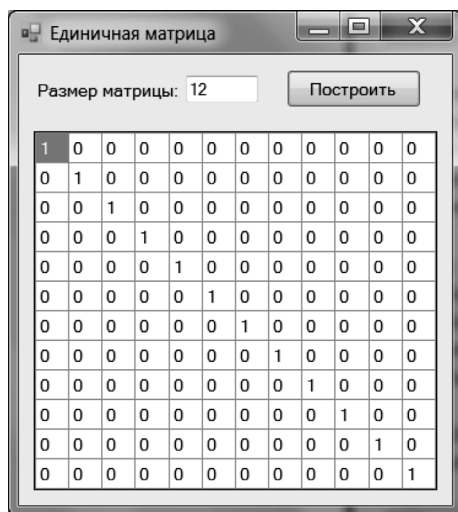 Единичная матрица
Размер матрицы: 12 Построить
1 0 0 0 0 0 0 0 0 0 0 0
0 1 0 0 0 0 0 0 0 0 0 0
0 0 1 0 0 0 0 0 0 0 0 0
0 0 0 1 0 0 0 0 0 0 0 0
0 0 0 0 1 0 0 0 0 0 0 0
0 0 0 0 0 1 0 0 0 0 0 0
0 0 0 0 0 0 1 0 0 0 0 0
0 0 0 0 0 0 0 1 0 0 0 0
0 0 0 0 0 0 0 0 1 0 0 0
0 0 0 0 0 0 0 0 0 1 0 0
0 0 0 0 0 0 0 0 0 0 1 0
0 0 0 0 0 0 0 0 0 0 0 1